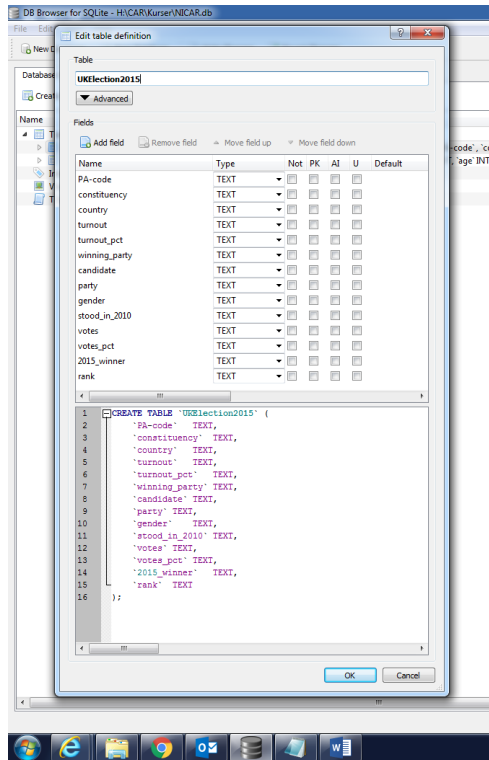 DB Browser for SQLite - H:\CAR\Kurser\NICAR.db
File Edit
Edit table definition
New D
Table
Database
UKElection2015
Creat
Advanced
Name
Fields
Add field Remove field Move field up Move field down
Name Type Not PK AI U Default
PA-code TEXT
constituency TEXT
country TEXT
turnout TEXT
turnout_pct TEXT
winning_party TEXT
candidate TEXT
party TEXT
gender TEXT
stood_in_2010 TEXT
votes TEXT
votes_pct TEXT
2015_winner TEXT
rank TEXT
-code`, `c
, `age` INT
1 CREATE TABLE `UKElection2015` (
2 `PA-code` TEXT,
3 `constituency` TEXT,
4 `country` TEXT,
5 `turnout` TEXT,
6 `turnout_pct` TEXT,
7 `winning_party` TEXT,
8 `candidate` TEXT,
9 `party` TEXT,
10 `gender` TEXT,
11 `stood_in_2010` TEXT,
12 `votes` TEXT,
13 `votes_pct` TEXT,
14 `2015_winner` TEXT,
15 `rank` TEXT
16 );
OK Cancel